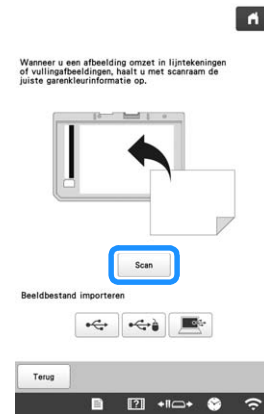 Wanneer u een afbeelding omzet in lijntekeningen
of vullingafbeeldingen, haalt u met scanraam de
juiste garenkleurinformatie op.
Scan
Beeldbestand importeren
Terug